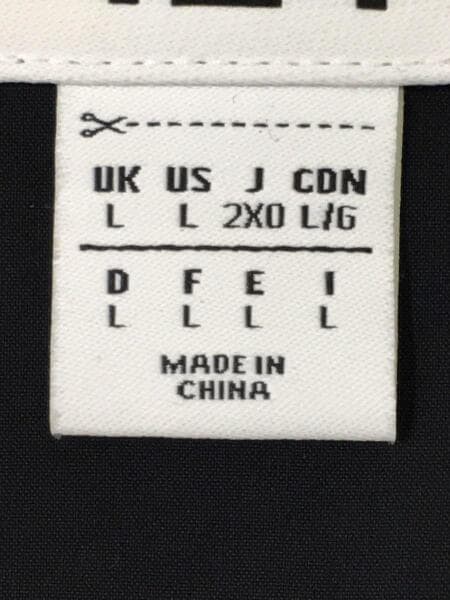 UK US J CDN
L L 2XO L/G
D F E I
L L L L
MADE IN
CHINA